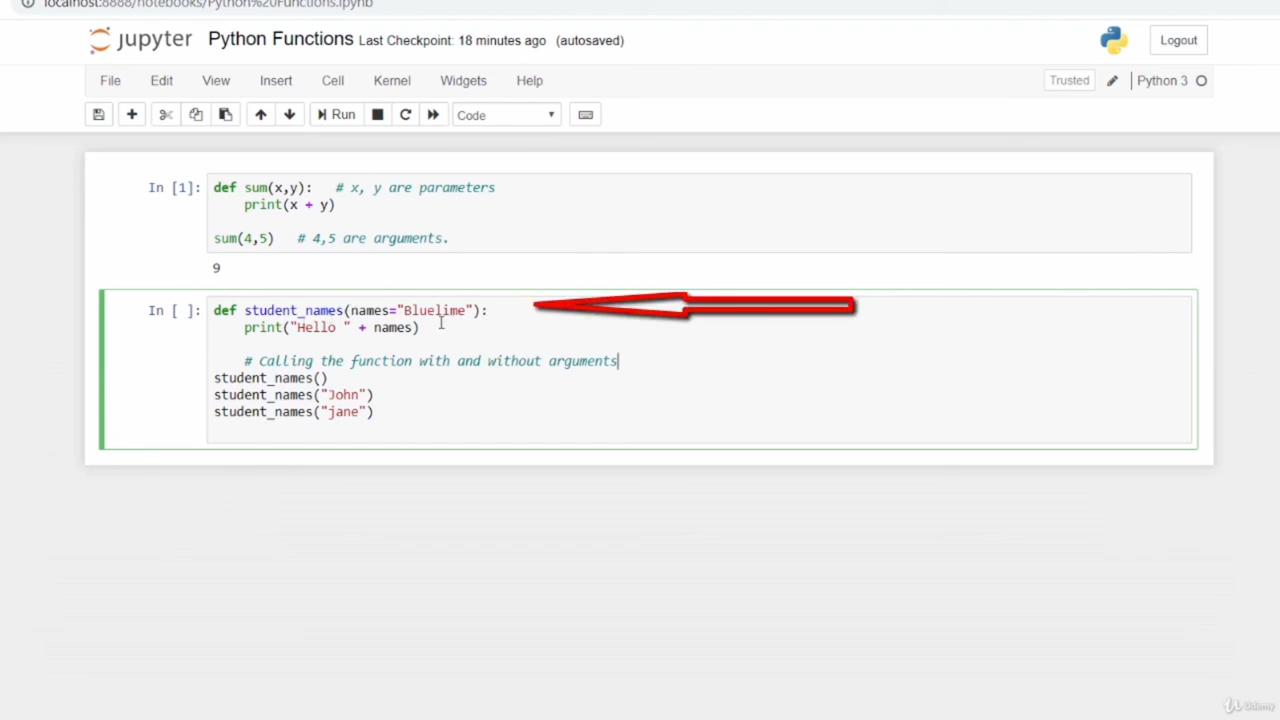 localhost:8888/notebooks/Python%20Functions.ipynb
jupyter Python Functions Last Checkpoint: 18 minutes ago (autosaved)
Logout
File Edit View Insert Cell Kernel Widgets Help
Trusted Python 3
Run Code
In [1]: def sum(x,y):   # x, y are parameters
    print(x + y)
sum(4,5)   # 4,5 are arguments.
9
In [ ]: def student_names(names="Bluelime"):
    print("Hello " + names)
    # Calling the function with and without arguments
student_names()
student_names("John")
student_names("jane")
Udemy